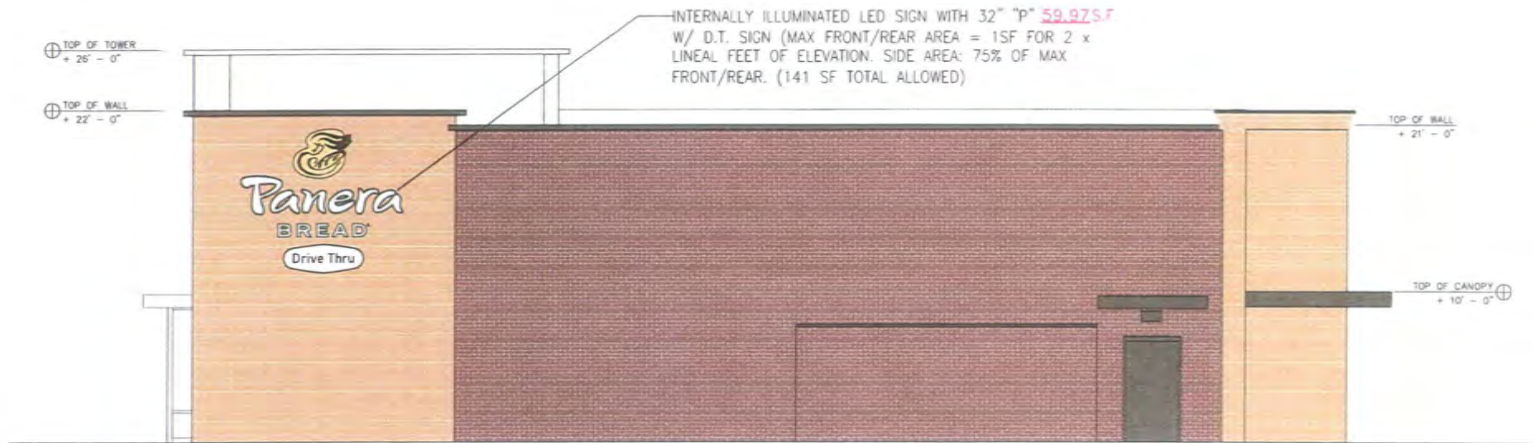 INTERNALLY ILLUMINATED LED SIGN WITH 32" "P" 59.97S.F.
W/ D.T. SIGN (MAX FRONT/REAR AREA = 1SF FOR 2 x
LINEAL FEET OF ELEVATION. SIDE AREA: 75% OF MAX
FRONT/REAR. (141 SF TOTAL ALLOWED)
TOP OF TOWER
+ 26' - 0"
TOP OF WALL
+ 22' - 0"
TOP OF WALL
+ 21' - 0"
Panera
BREAD
Drive Thru
TOP OF CANOPY
+ 10' - 0"